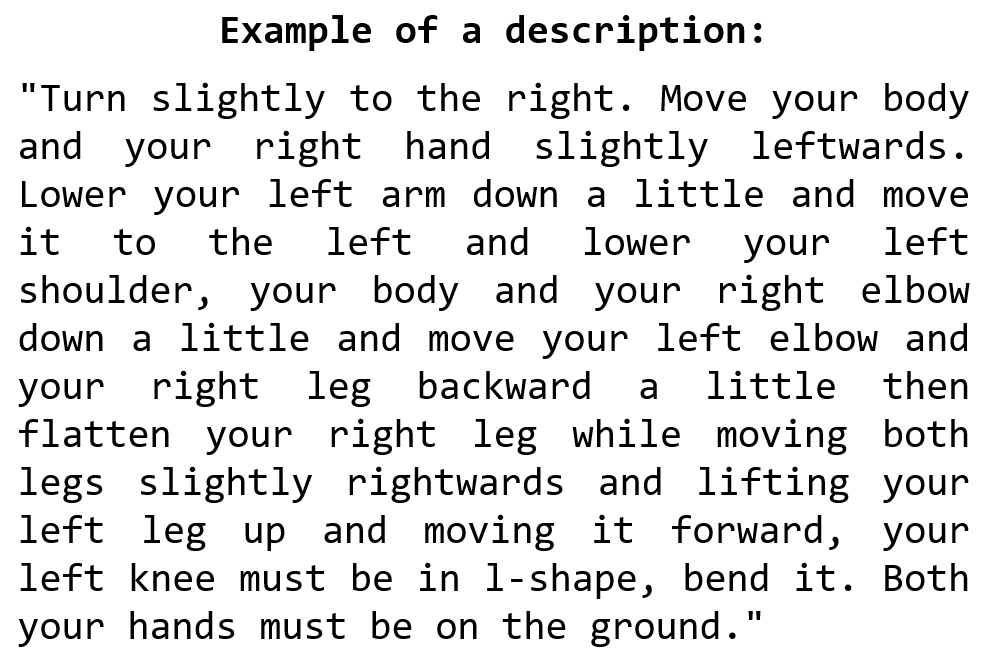 Example of a description:
"Turn slightly to the right. Move your body
and your right hand slightly leftwards.
Lower your left arm down a little and move
it to the left and lower your left
shoulder, your body and your right elbow
down a little and move your left elbow and
your right leg backward a little then
flatten your right leg while moving both
legs slightly rightwards and lifting your
left leg up and moving it forward, your
left knee must be in l-shape, bend it. Both
your hands must be on the ground."